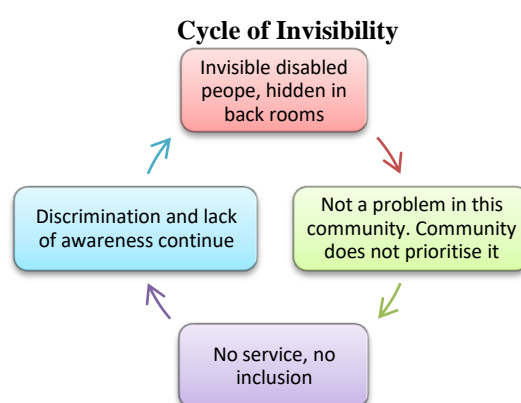 Cycle of Invisibility
Invisible disabled
peope, hidden in
back rooms
Not a problem in this
community. Community
does not prioritise it
No service, no
inclusion
Discrimination and lack
of awareness continue